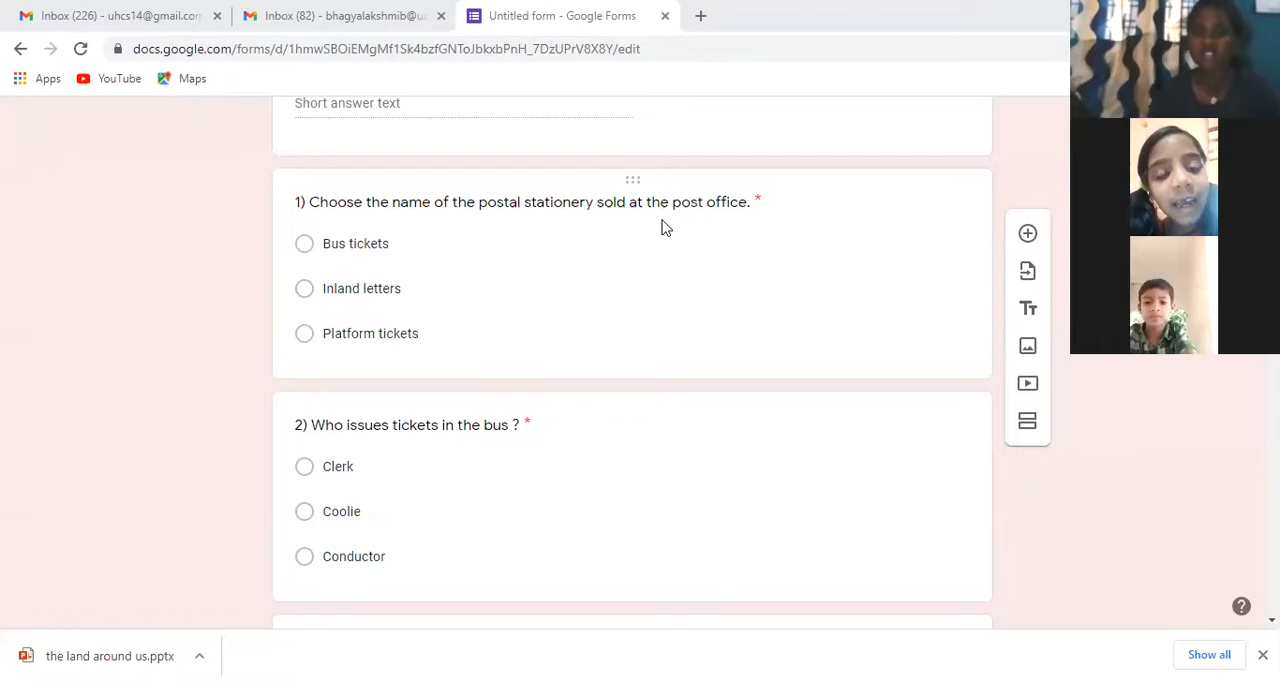 Inbox (226) - uhcs14@gmail.com
Inbox (82) - bhagyalakshmib@u
Untitled form - Google Forms
docs.google.com/forms/d/1hmwSBOiEMgMf1Sk4bzfGNToJbkxbPnH_7DzUPrV8X8Y/edit
Apps YouTube Maps
Short answer text
1) Choose the name of the postal stationery sold at the post office. *
Bus tickets
Inland letters
Platform tickets
2) Who issues tickets in the bus ? *
Clerk
Coolie
Conductor
the land around us.pptx
Show all